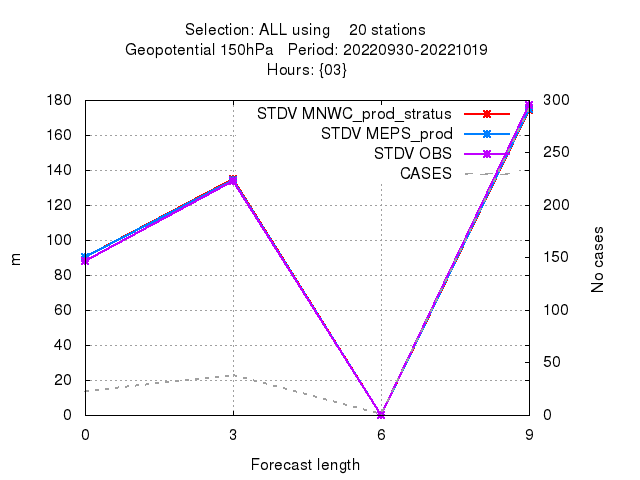 Selection: ALL using 20 stations
Geopotential 150hPa Period: 20220930-20221019
Hours: {03}
STDV MNWC_prod_stratus
STDV MEPS_prod
STDV OBS
CASES
180
160
140
120
100
80
60
40
20
0
300
250
200
150
100
50
0
m
No cases
0 3 6 9
Forecast length